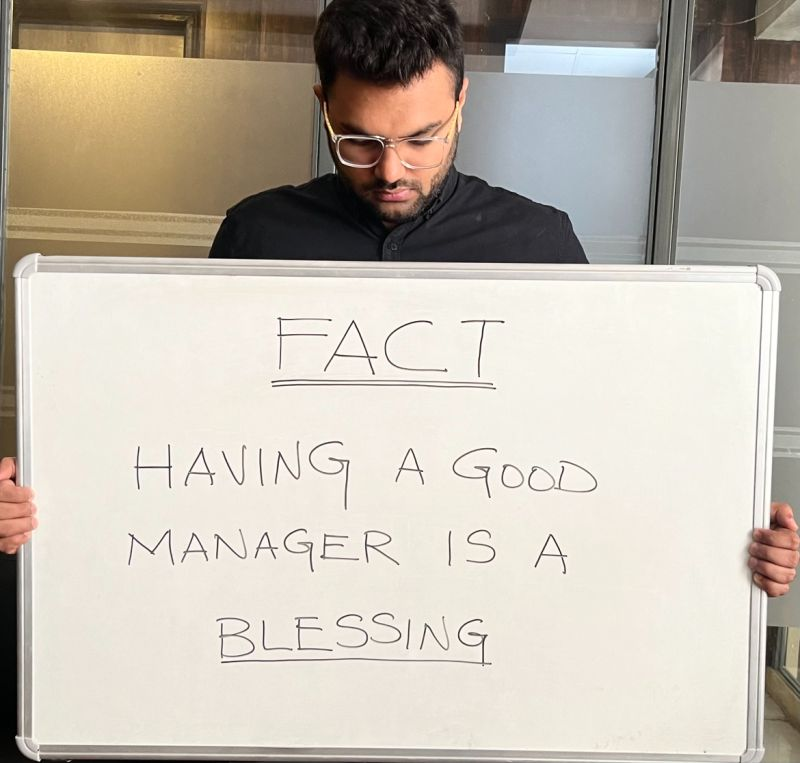 FACT
HAVING A GOOD
MANAGER IS A
BLESSING